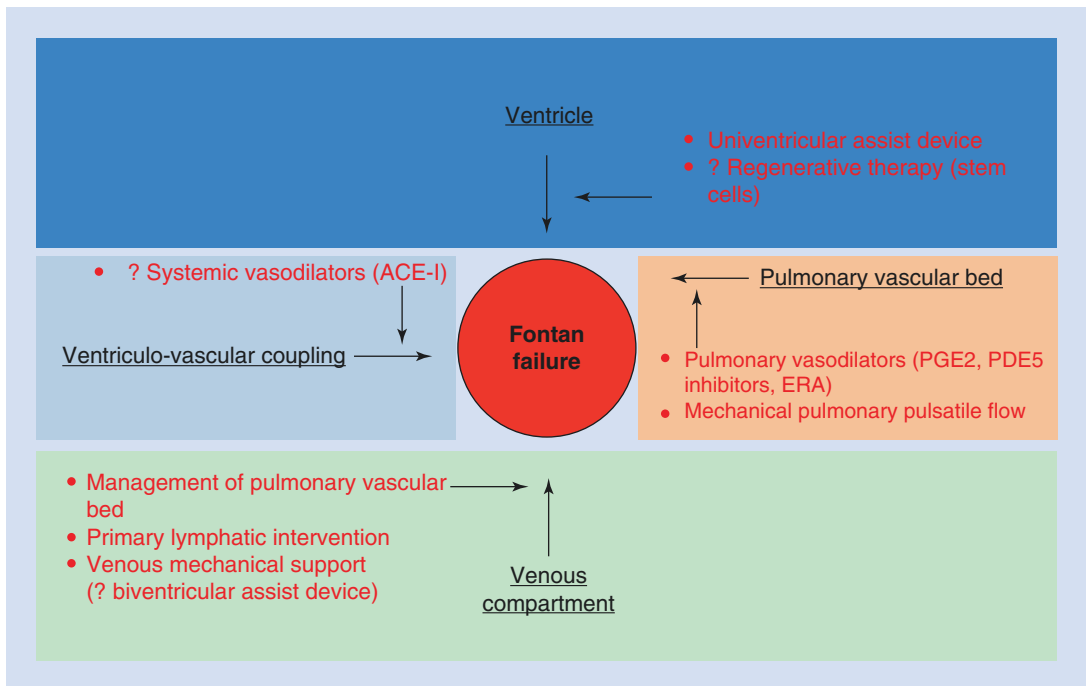 Ventricle
• Univentricular assist device
• ? Regenerative therapy (stem
cells)
• ? Systemic vasodilators (ACE-I)
Ventriculo-vascular coupling
Fontan
failure
Pulmonary vascular bed
• Pulmonary vasodilators (PGE2, PDE5
inhibitors, ERA)
• Mechanical pulmonary pulsatile flow
• Management of pulmonary vascular
bed
• Primary lymphatic intervention
• Venous mechanical support
(? biventricular assist device)
Venous
compartment